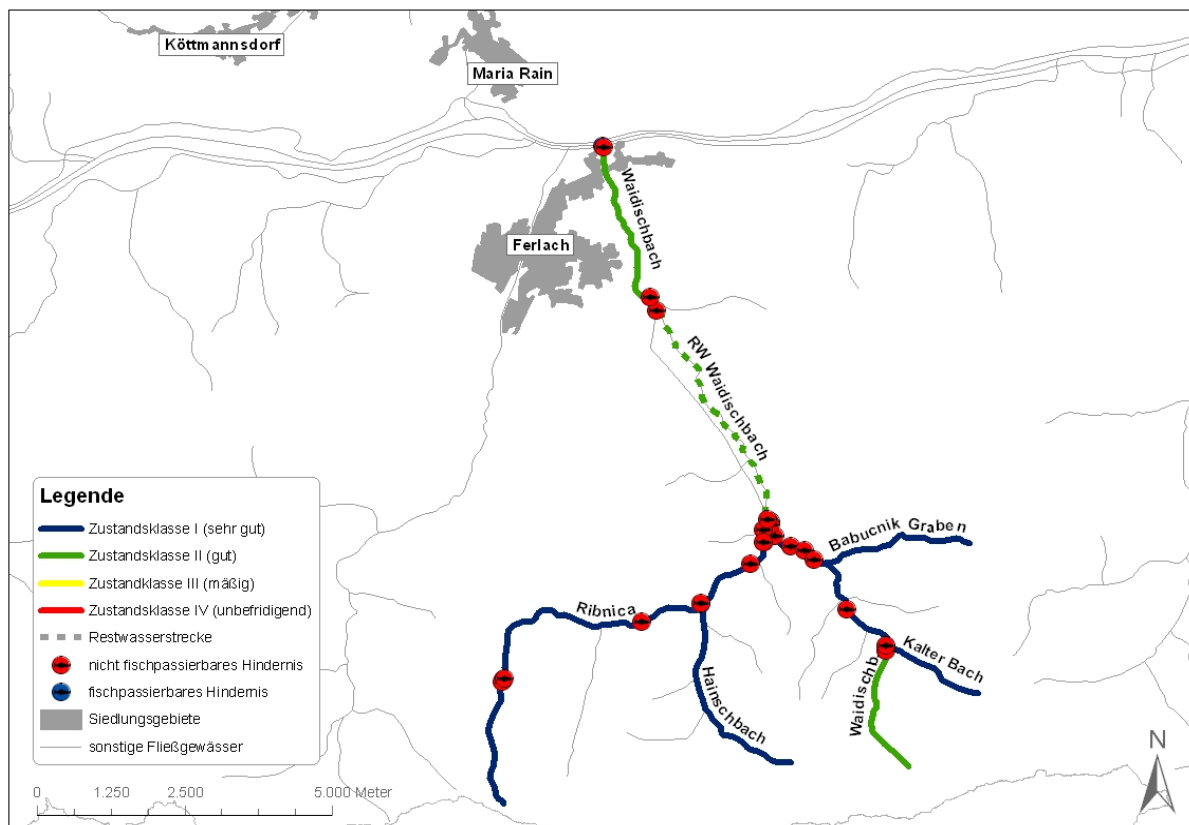 Köttmannsdorf
Maria Rain
Ferlach
Waidischbach
RW Waidischbach
Babucnik Graben
Ribnica
Hainschbach
Waidischb
Kalter Bach
Legende
Zustandsklasse I (sehr gut)
Zustandsklasse II (gut)
Zustandklasse III (mäßig)
Zustandsklasse IV (unbefridigend)
Restwasserstrecke
nicht fischpassierbares Hindernis
fischpassierbares Hindernis
Siedlungsgebiete
sonstige Fließgewässer
0 1.250 2.500 5.000 Meter
N